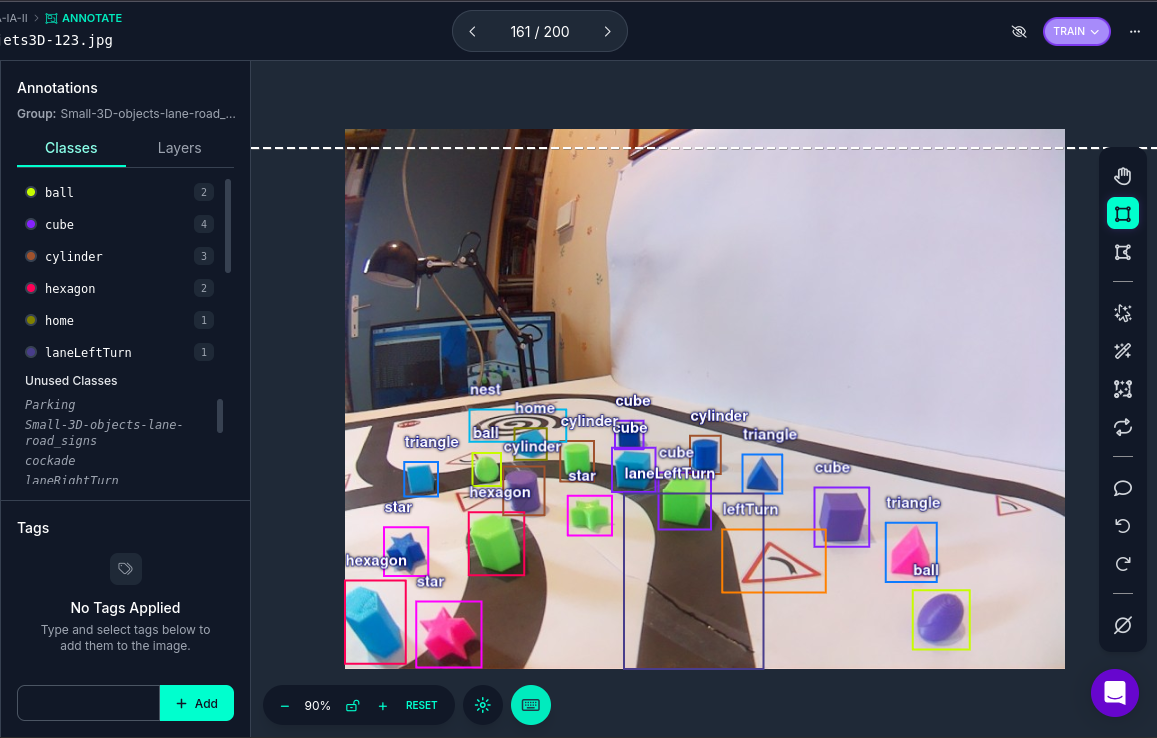 -IA-II > ANNOTATE
jets3D-123.jpg
161 / 200
TRAIN
Annotations
Group: Small-3D-objects-lane-road_...
Classes
Layers
ball 2
cube 4
cylinder 3
hexagon 2
home 1
laneLeftTurn 1
Unused Classes
Parking
Small-3D-objects-lane-
road_signs
cockade
laneRightTurn
Tags
No Tags Applied
Type and select tags below to
add them to the image.
+ Add
nest
home
cube
cylinder
cylinder
cube
triangle
ball
cylinder
cube
triangle
star
laneLeftTurn
cube
hexagon
star
leftTurn
triangle
hexagon
star
ball
90%
RESET